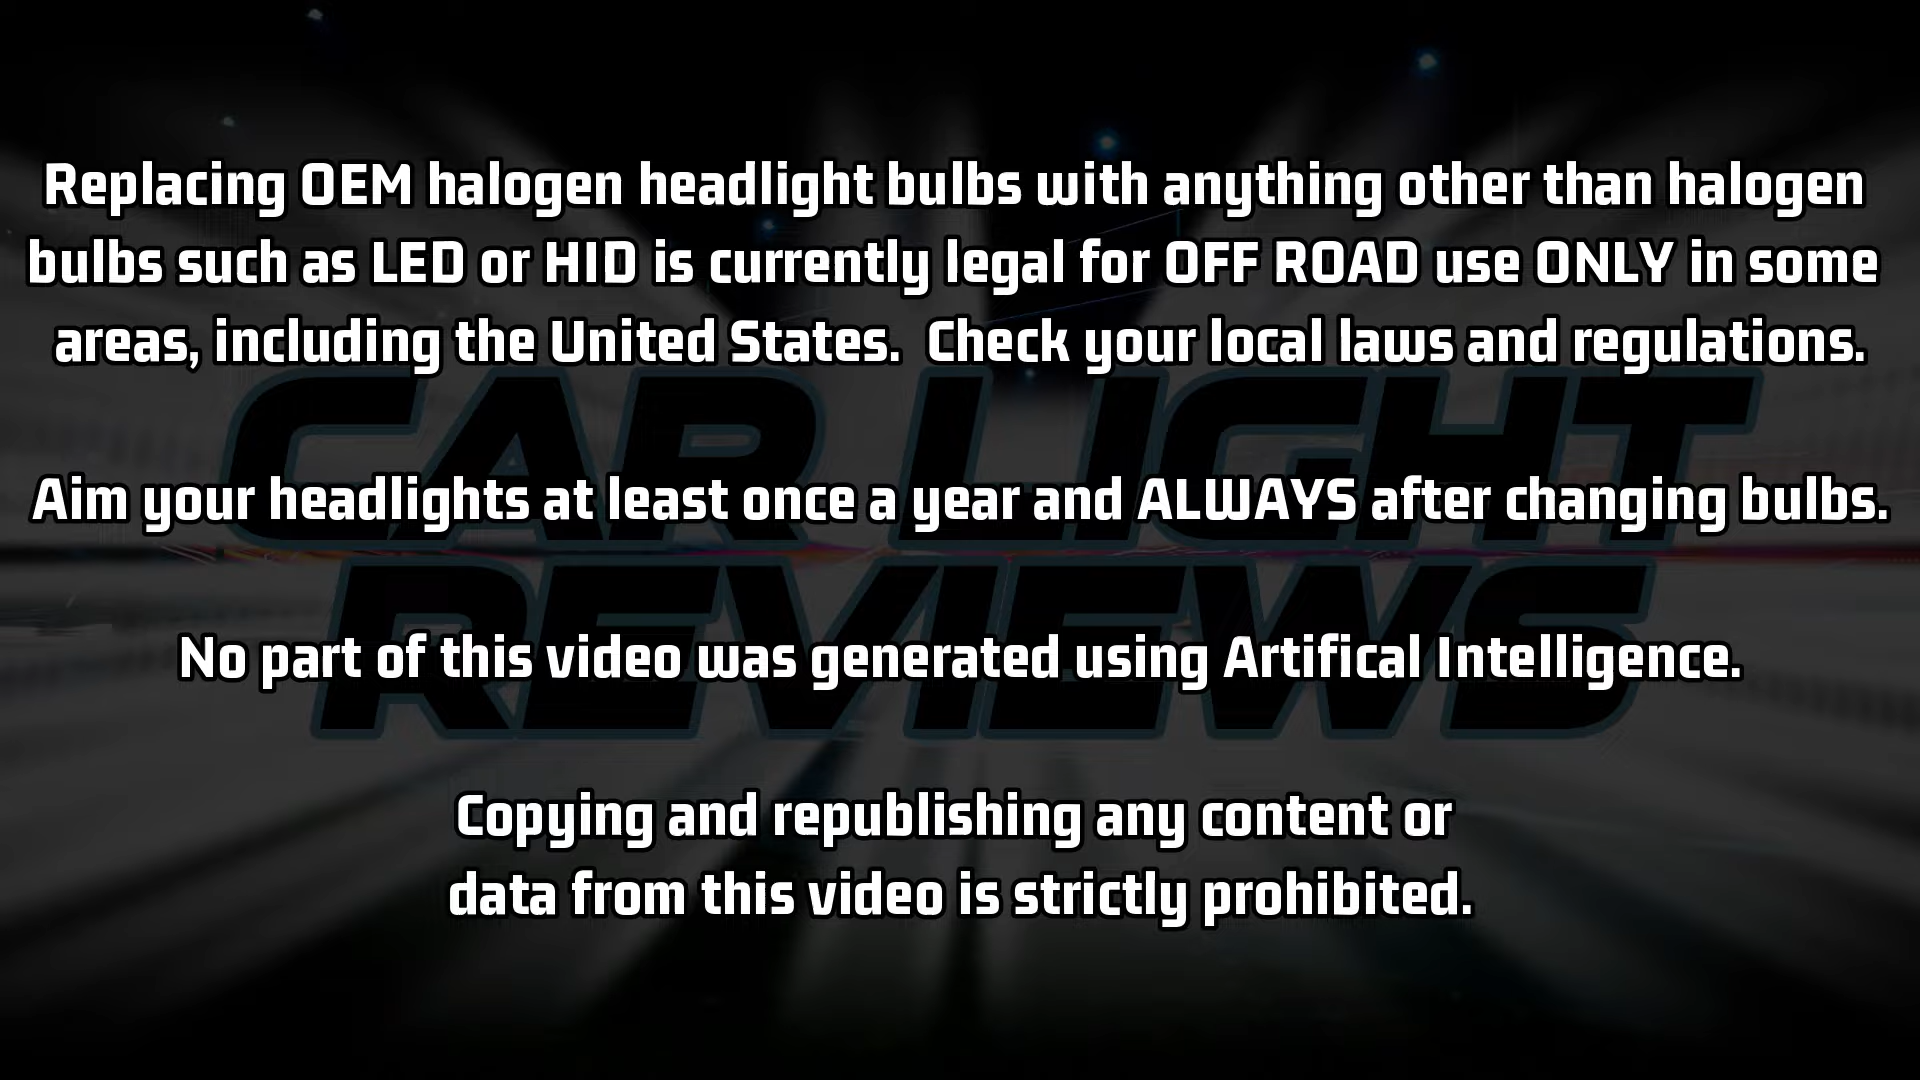 Replacing OEM halogen headlight bulbs with anything other than halogen
bulbs such as LED or HID is currently legal for OFF ROAD use ONLY in some
areas, including the United States.  Check your local laws and regulations.
CAR LIGHT
Aim your headlights at least once a year and ALWAYS after changing bulbs.
REVIEWS
No part of this video was generated using Artifical Intelligence.
Copying and republishing any content or
data from this video is strictly prohibited.